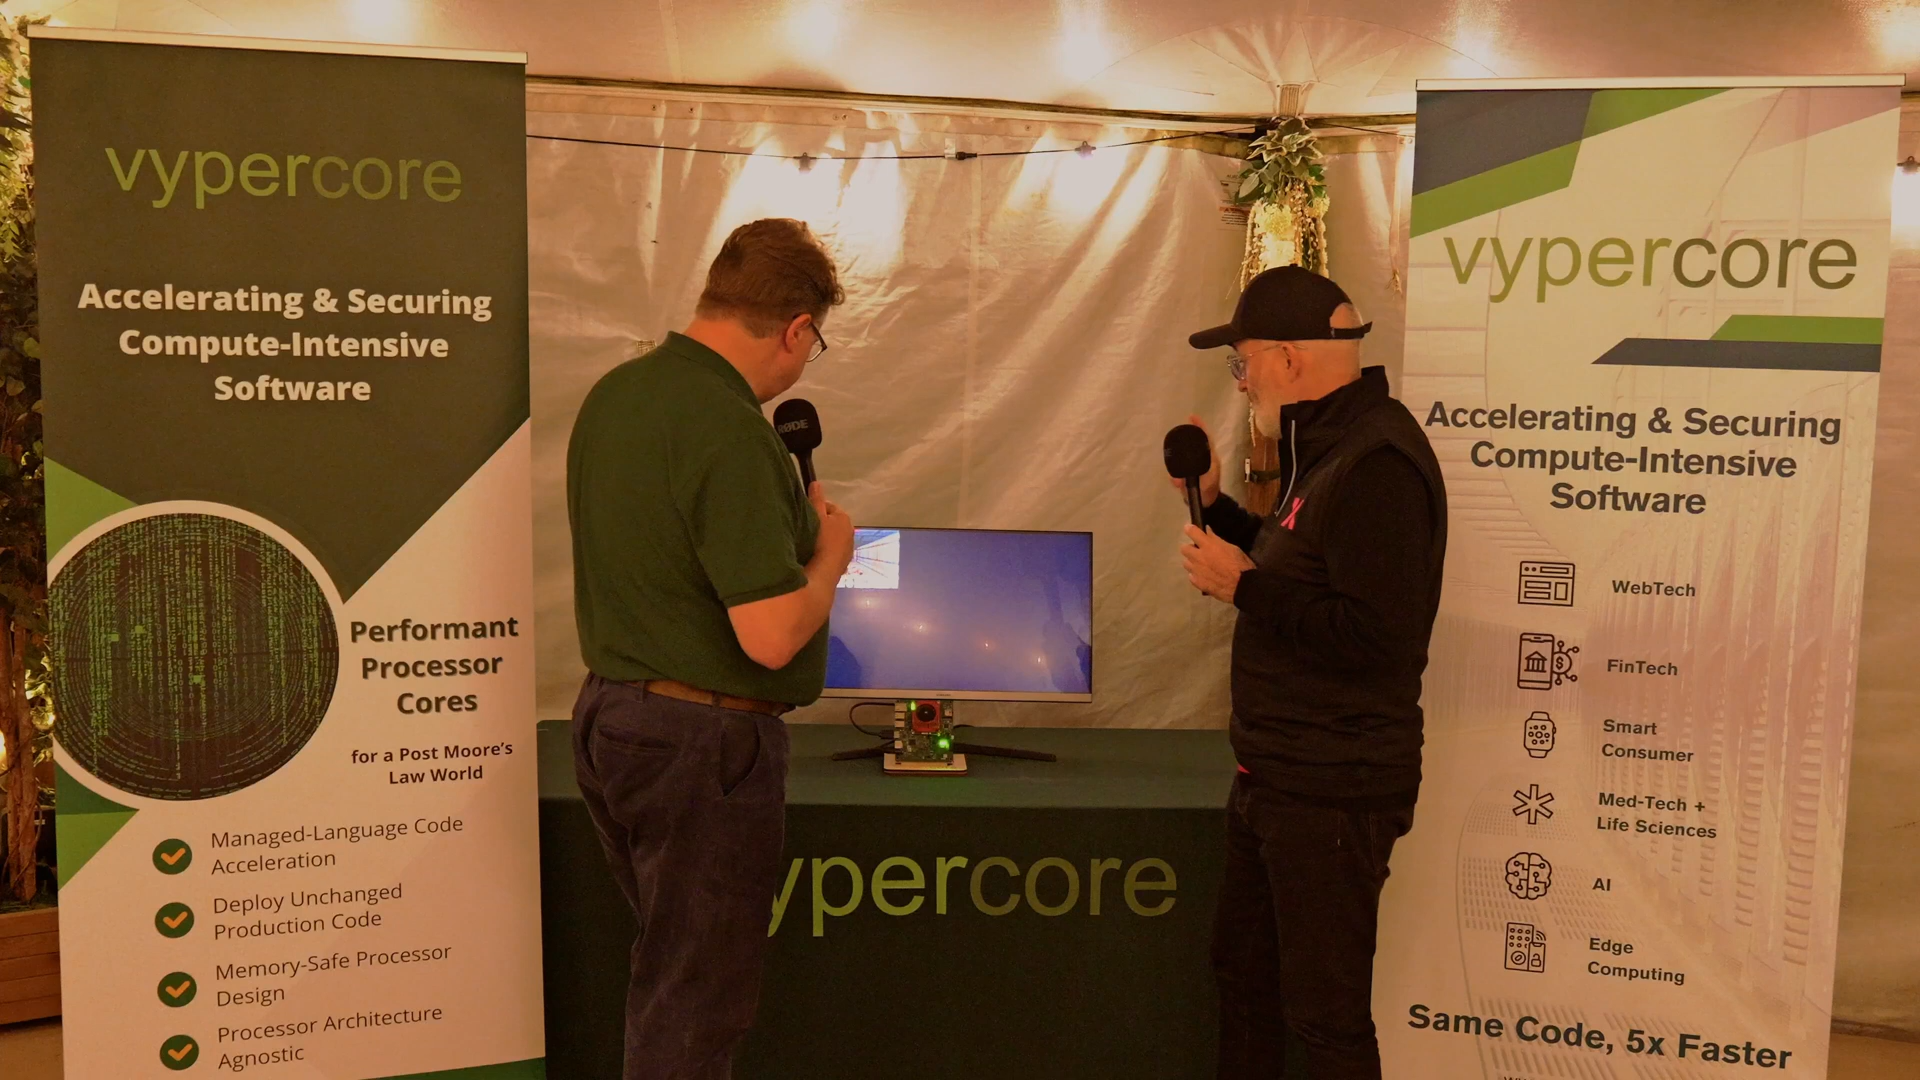 vypercore
Accelerating & Securing
Compute-Intensive
Software
Performant
Processor
Cores
for a Post Moore's
Law World
Managed-Language Code
Acceleration
Deploy Unchanged
Production Code
Memory-Safe Processor
Design
Processor Architecture
Agnostic
RØDE
ypercore
vypercore
Accelerating & Securing
Compute-Intensive
Software
WebTech
FinTech
Smart
Consumer
Med-Tech +
Life Sciences
AI
Edge
Computing
Same Code, 5x Faster